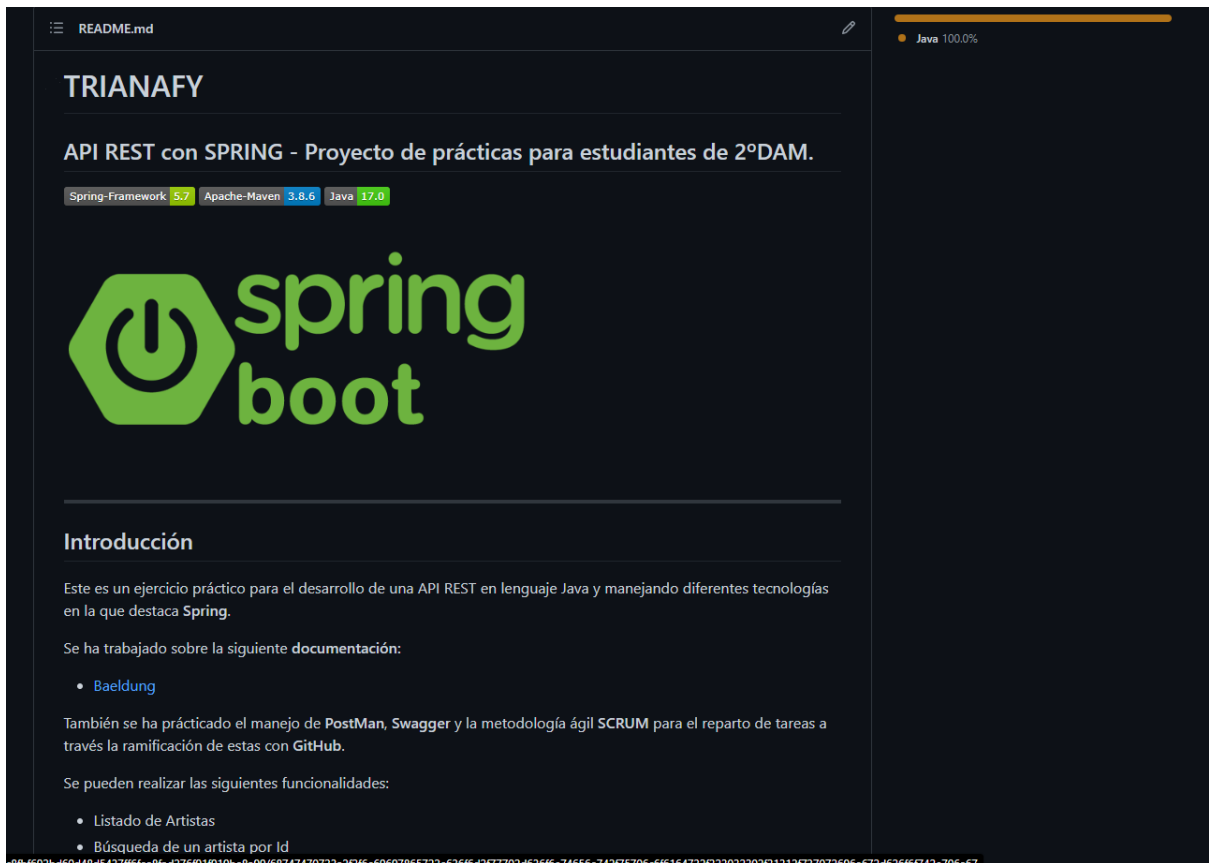 README.md
Java 100.0%
TRIANAFY
API REST con SPRING - Proyecto de prácticas para estudiantes de 2ºDAM.
Spring-Framework 5.7 Apache-Maven 3.8.6 Java 17.0
spring
boot
Introducción
Este es un ejercicio práctico para el desarrollo de una API REST en lenguaje Java y manejando diferentes tecnologías
en la que destaca Spring.
Se ha trabajado sobre la siguiente documentación:
Baeldung
También se ha prácticado el manejo de PostMan, Swagger y la metodología ágil SCRUM para el reparto de tareas a
través la ramificación de estas con GitHub.
Se pueden realizar las siguientes funcionalidades:
Listado de Artistas
Búsqueda de un artista por Id